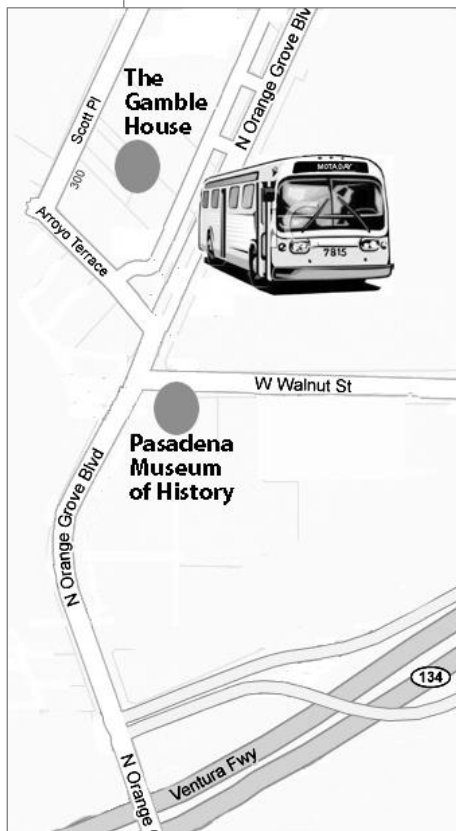 The
Gamble
House
N Orange Grove Blv
Scott Pl
300
Arroyo Terrace
MOTADAY
7815
W Walnut St
Pasadena
Museum
of History
N Orange Grove Blvd
134
Ventura Fwy
N Orange